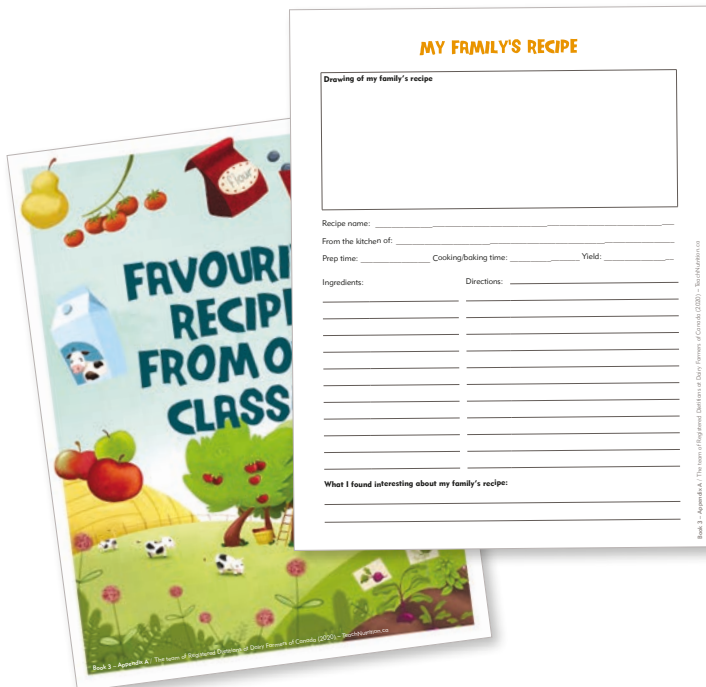 MY FAMILY'S RECIPE
Drawing of my family's recipe
Recipe name:
From the kitchen of:
Prep time: Cooking/baking time: Yield:
Ingredients: Directions:
What I found interesting about my family's recipe:
Book 3 – Appendix A / The team of Registered Dietitians at Dairy Farmers of Canada (2020) – TeachNutrition.ca
flour
FAVOURI
RECIP
FROM O
CLASS
Book 3 – Appendix A / The team of Registered Dietitians at Dairy Farmers of Canada (2020) – TeachNutrition.ca